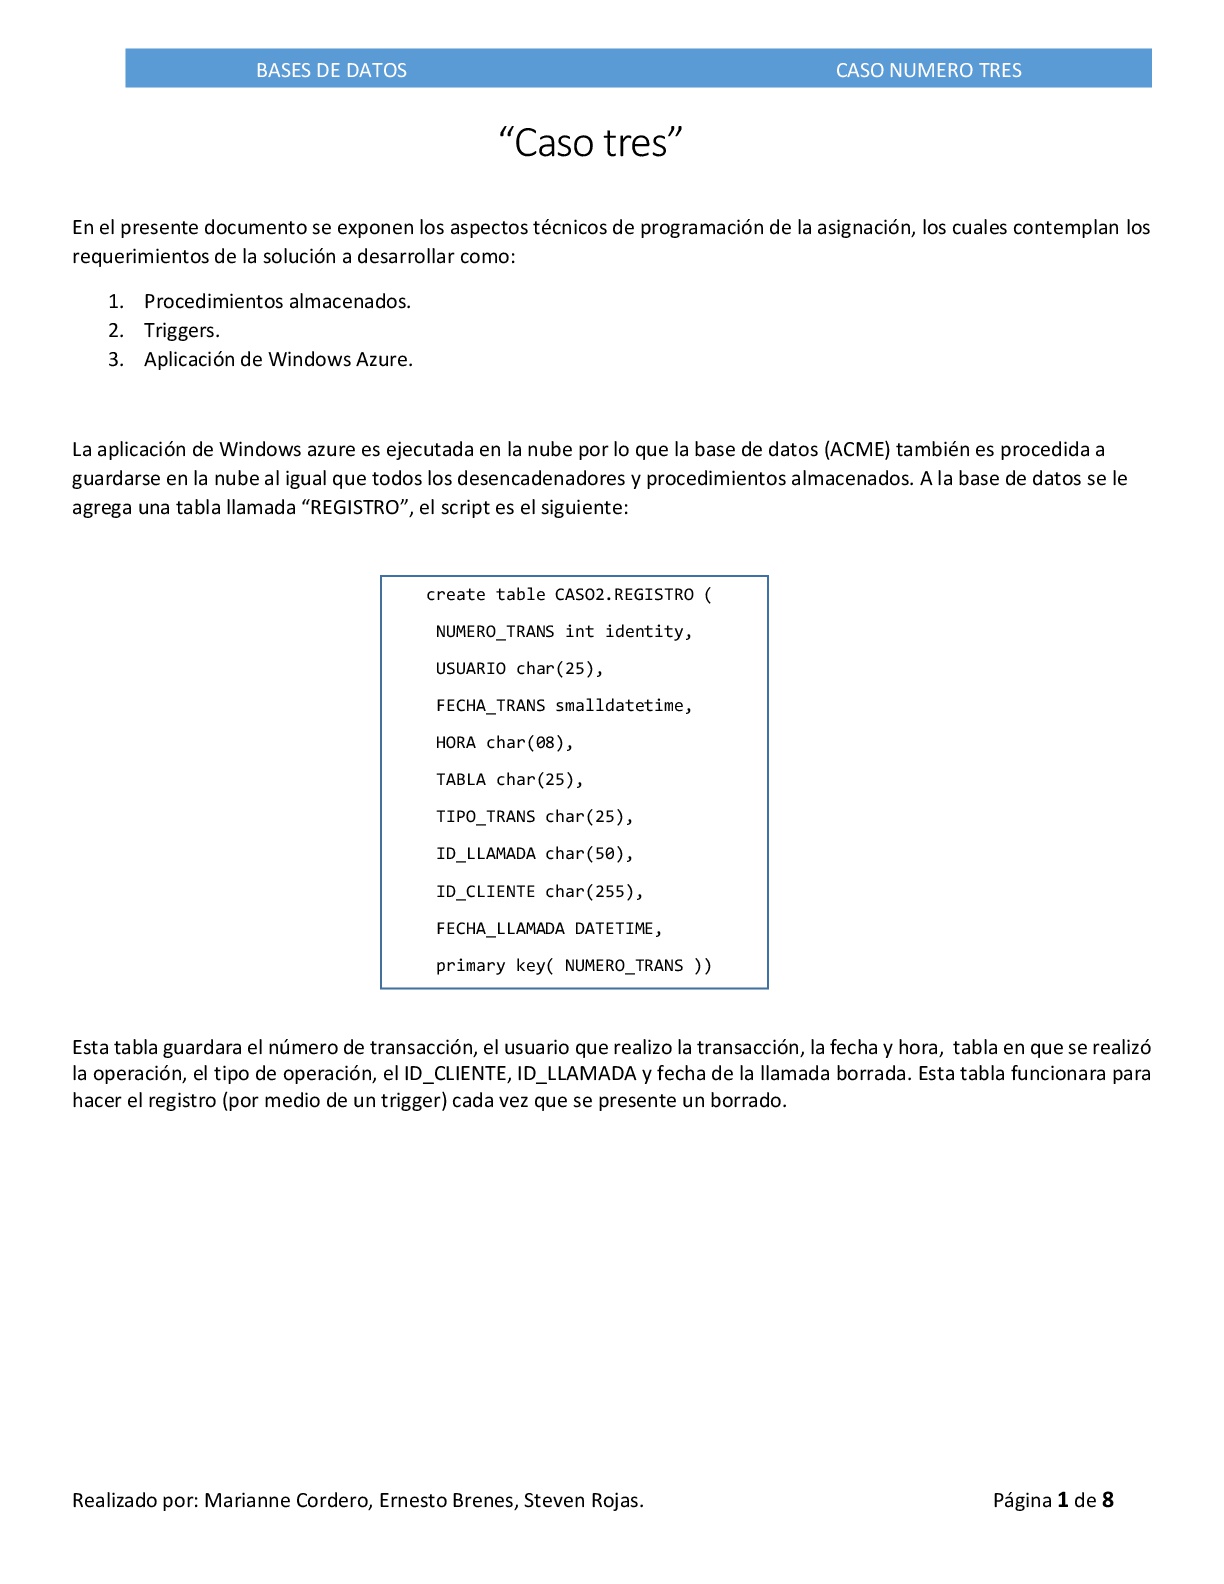 BASES DE DATOS CASO NUMERO TRES
“Caso tres”
En el presente documento se exponen los aspectos técnicos de programación de la asignación, los cuales contemplan los
requerimientos de la solución a desarrollar como:
1. Procedimientos almacenados.
2. Triggers.
3. Aplicación de Windows Azure.
La aplicación de Windows azure es ejecutada en la nube por lo que la base de datos (ACME) también es procedida a
guardarse en la nube al igual que todos los desencadenadores y procedimientos almacenados. A la base de datos se le
agrega una tabla llamada “REGISTRO”, el script es el siguiente:
create table CASO2.REGISTRO (
NUMERO_TRANS int identity,
USUARIO char(25),
FECHA_TRANS smalldatetime,
HORA char(08),
TABLA char(25),
TIPO_TRANS char(25),
ID_LLAMADA char(50),
ID_CLIENTE char(255),
FECHA_LLAMADA DATETIME,
primary key( NUMERO_TRANS ))
Esta tabla guardara el número de transacción, el usuario que realizo la transacción, la fecha y hora, tabla en que se realizó
la operación, el tipo de operación, el ID_CLIENTE, ID_LLAMADA y fecha de la llamada borrada. Esta tabla funcionara para
hacer el registro (por medio de un trigger) cada vez que se presente un borrado.
Realizado por: Marianne Cordero, Ernesto Brenes, Steven Rojas. Página 1 de 8